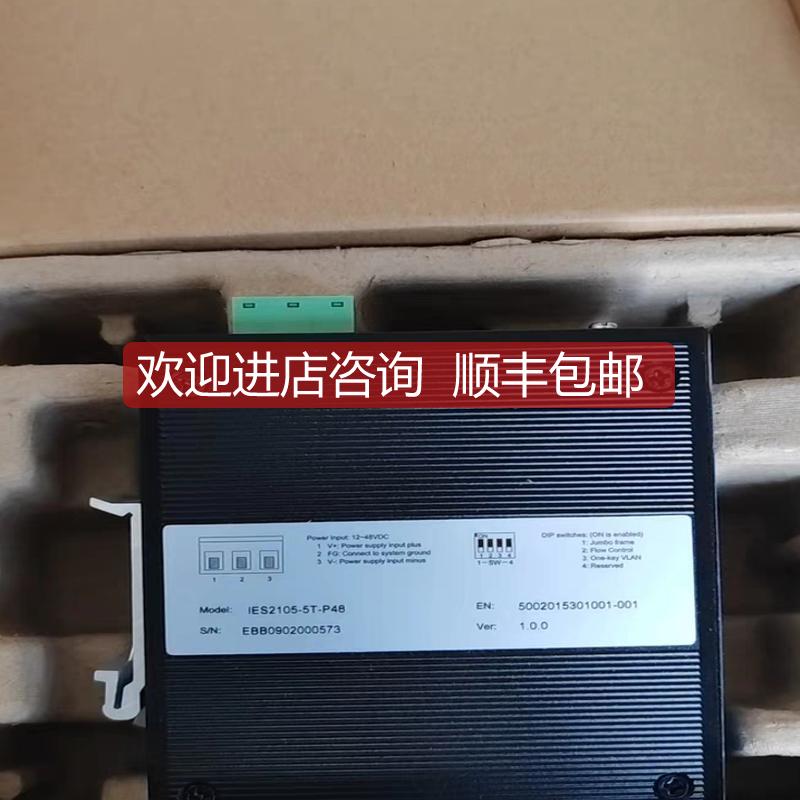 欢迎进店咨询 顺丰包邮
Power Input: 12~48VDC
1 V+: Power supply input plus
2 FG: Connect to system ground
3 V-: Power supply input minus
1 2 3
ON
1 2 3 4
1-SW-4
DIP switches: (ON is enabled)
1: Jumbo frame
2: Flow Control
3: One-key VLAN
4: Reserved
Model: IES2105-5T-P48
EN: 5002015301001-001
S/N: EBB0902000573
Ver: 1.0.0